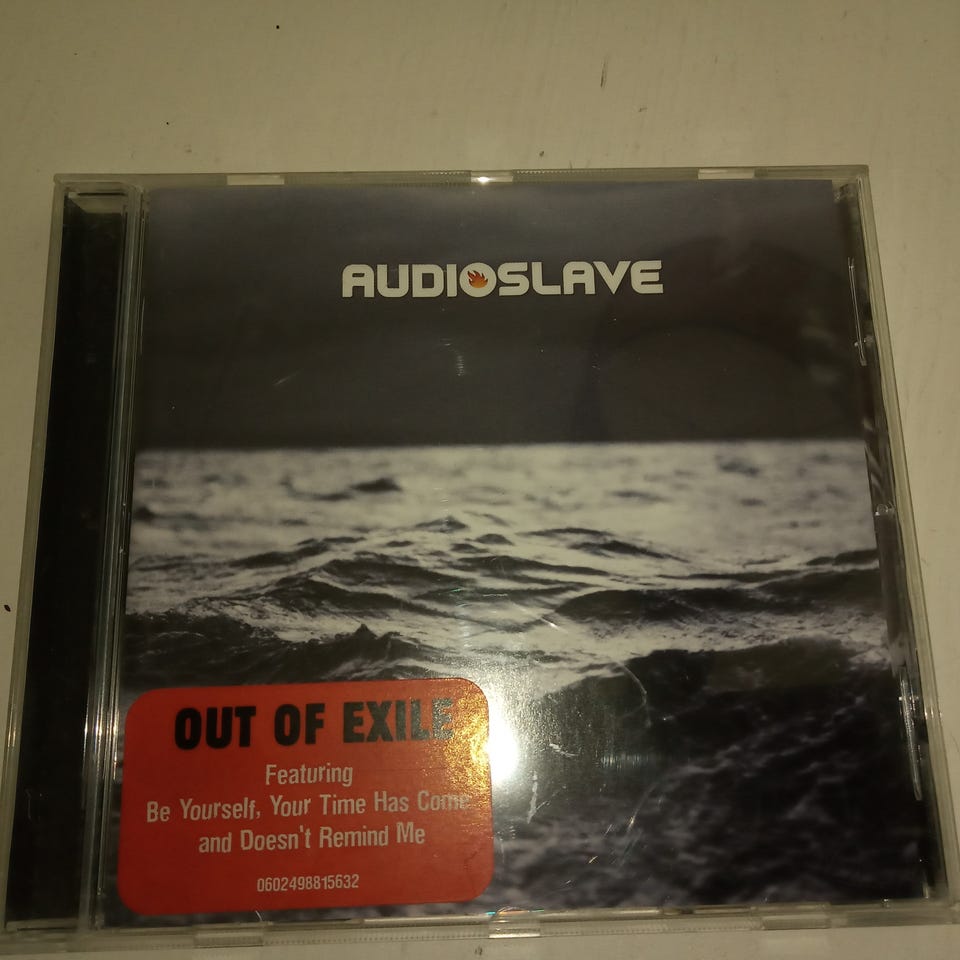 AUDIOSLAVE
OUT OF EXILE
Featuring
Be Yourself, Your Time Has Come
and Doesn't Remind Me
0602498815632